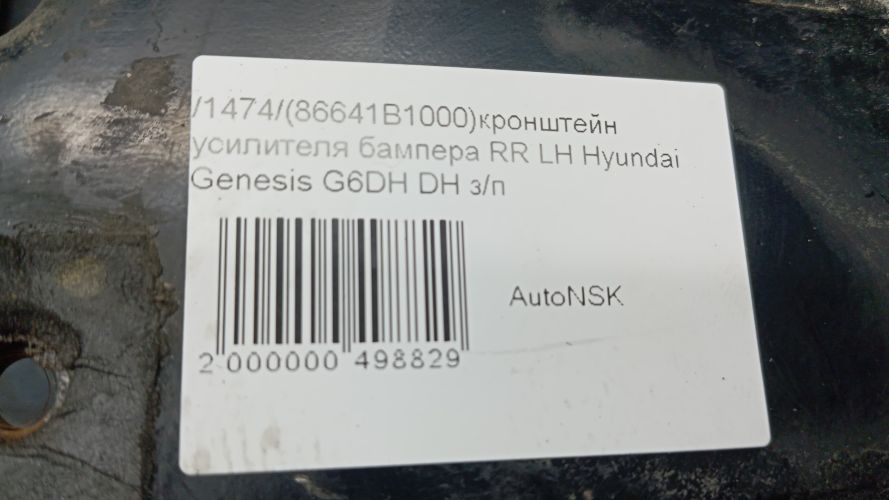 /1474/(86641B1000)кронштейн
усилителя бампера RR LH Hyundai
Genesis G6DH DH з/п
AutoNSK
2 000000 498829